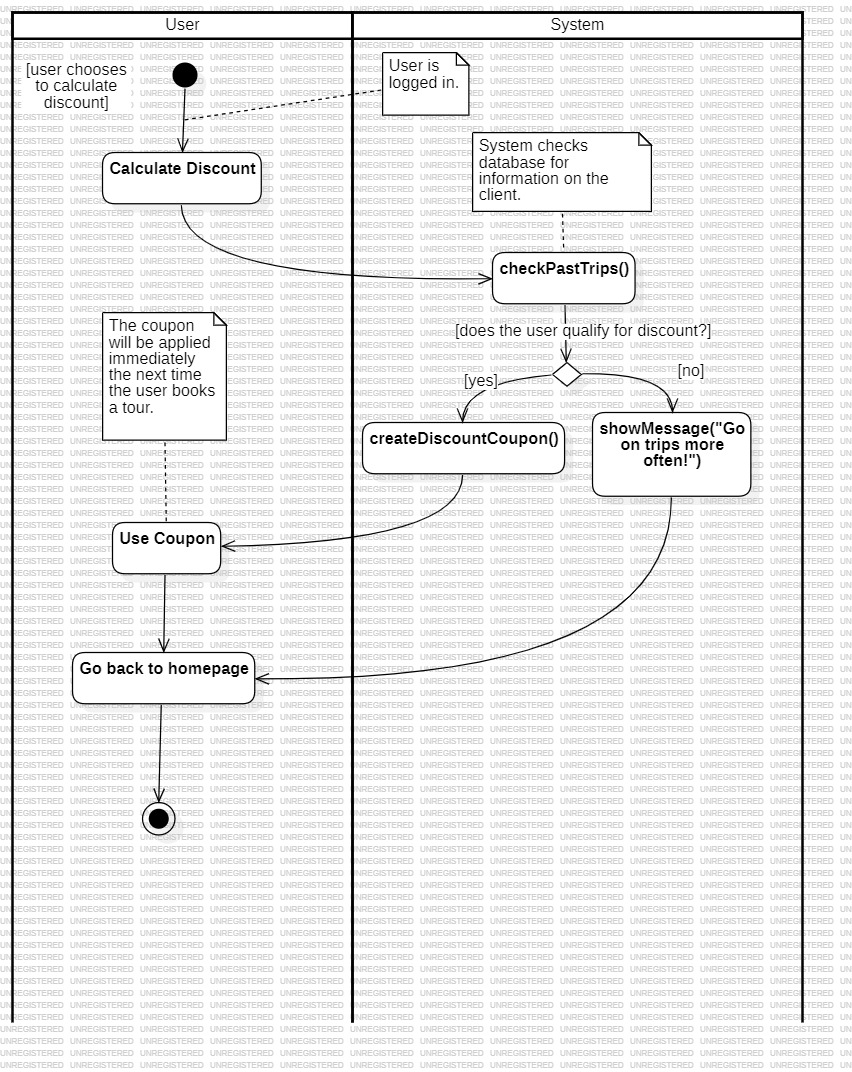 User
System
[user chooses
to calculate
discount]
User is
logged in.
System checks
database for
information on the
client.
Calculate Discount
checkPastTrips()
The coupon
will be applied
immediately
the next time
the user books
a tour.
[does the user qualify for discount?]
[yes]
[no]
createDiscountCoupon()
showMessage("Go
on trips more
often!")
Use Coupon
Go back to homepage
UNREGISTERED